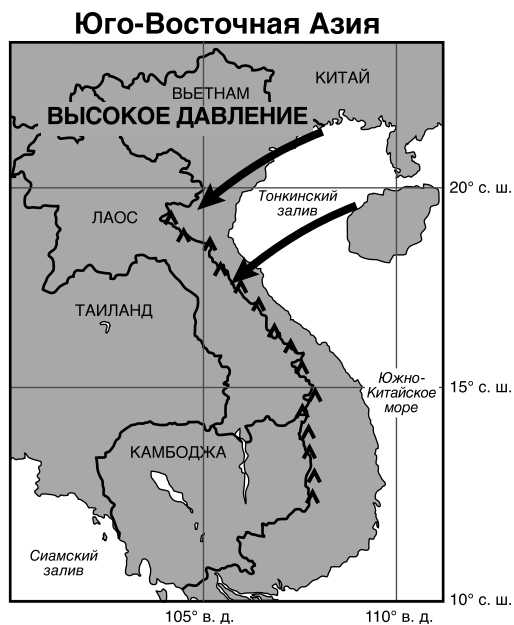 Юго-Восточная Азия
КИТАЙ
ВЬЕТНАМ
ВЫСОКОЕ ДАВЛЕНИЕ
20° с. ш.
Тонкинский
залив
ЛАОС
ТАИЛАНД
Южно-
Китайское
море
15° с. ш.
КАМБОДЖА
Сиамский
залив
10° с. ш.
105° в. д.
110° в. д.